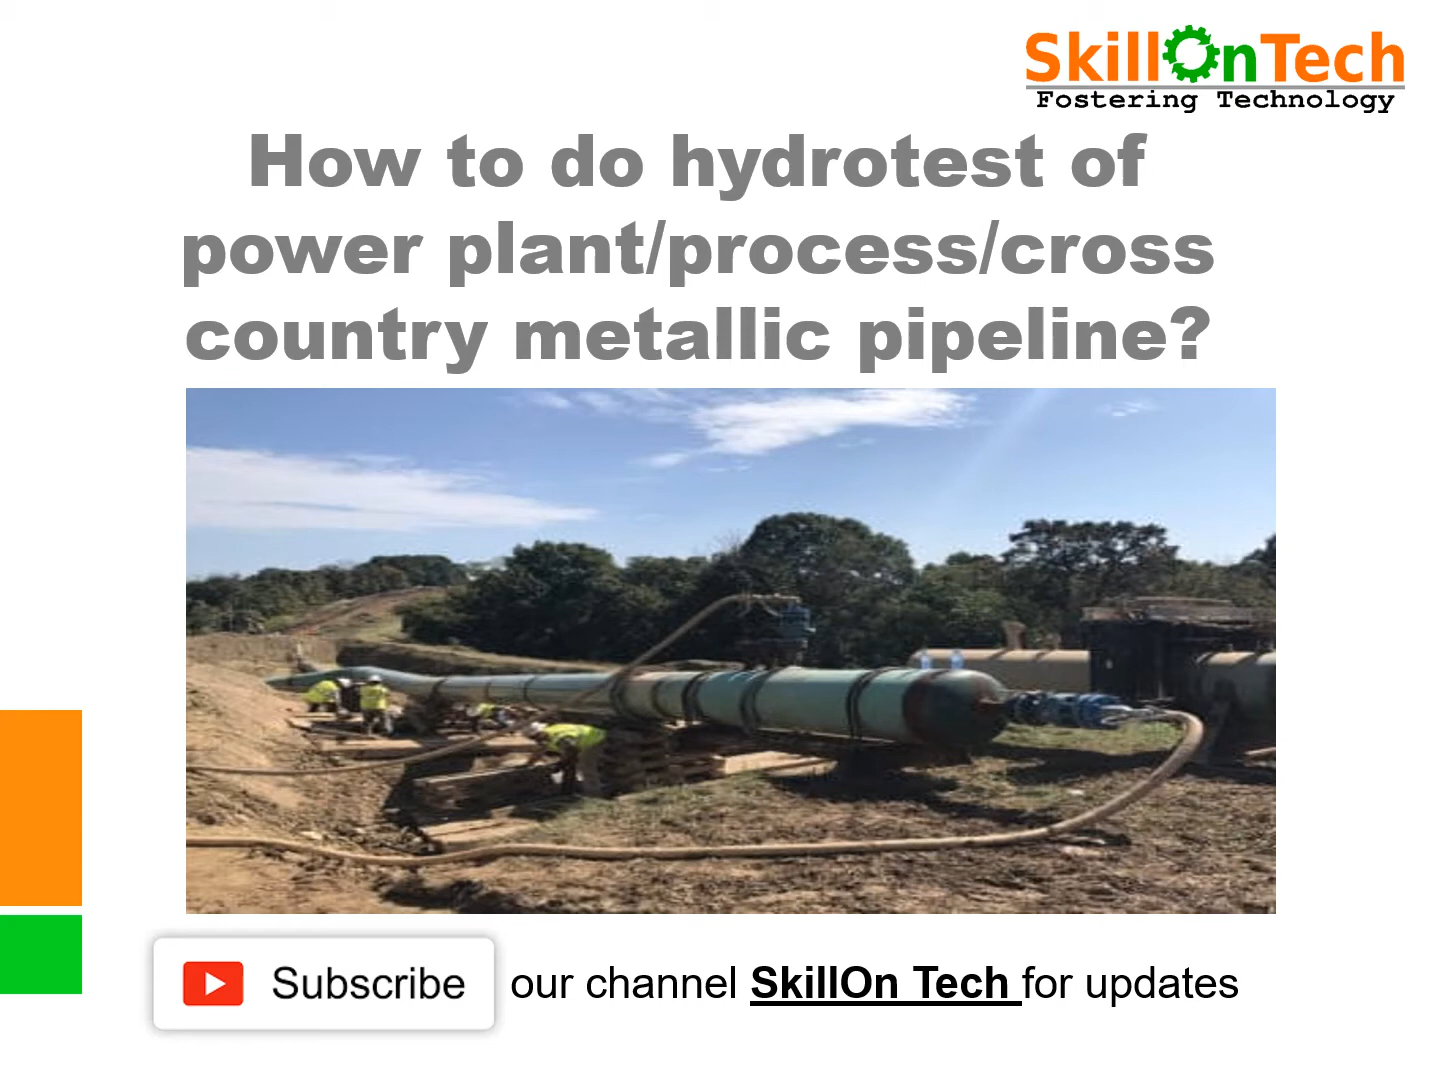 SkillOnTech
Fostering Technology
How to do hydrotest of
power plant/process/cross
country metallic pipeline?
Subscribe our channel SkillOn Tech for updates